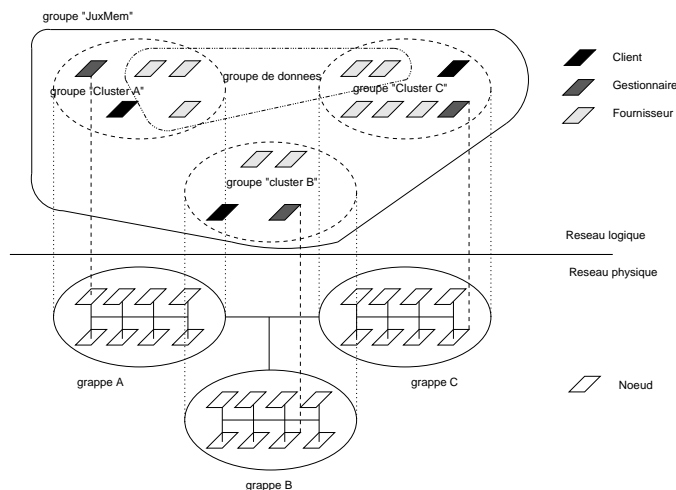 groupe "JuxMem"
Client
Gestionnaire
Fournisseur
groupe "Cluster A"
groupe de donnees
groupe "Cluster C"
groupe "cluster B"
Reseau logique
Reseau physique
grappe A
grappe C
Noeud
grappe B